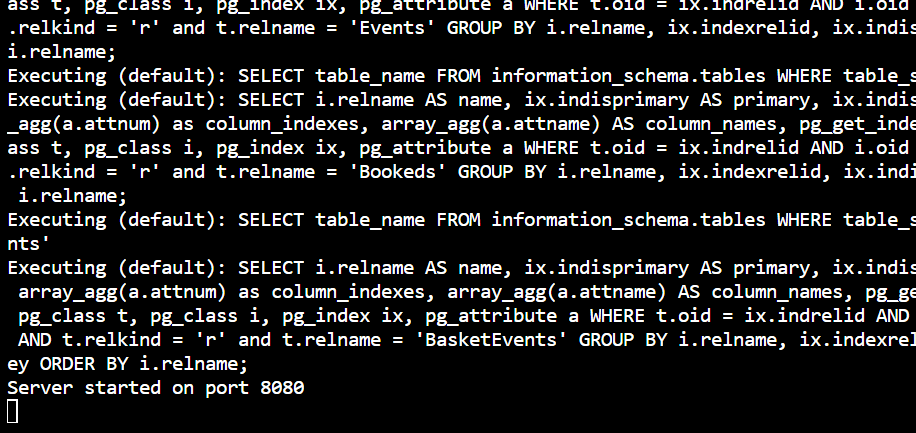 ass t, pg_class i, pg_index ix, pg_attribute a WHERE t.oid = ix.indrelid AND i.oid
.relkind = 'r' and t.relname = 'Events' GROUP BY i.relname, ix.indexrelid, ix.indis
i.relname;
Executing (default): SELECT table_name FROM information_schema.tables WHERE table_s
Executing (default): SELECT i.relname AS name, ix.indisprimary AS primary, ix.indis
_agg(a.attnum) as column_indexes, array_agg(a.attname) AS column_names, pg_get_inde
ass t, pg_class i, pg_index ix, pg_attribute a WHERE t.oid = ix.indrelid AND i.oid
.relkind = 'r' and t.relname = 'Bookeds' GROUP BY i.relname, ix.indexrelid, ix.indi
i.relname;
Executing (default): SELECT table_name FROM information_schema.tables WHERE table_s
nts'
Executing (default): SELECT i.relname AS name, ix.indisprimary AS primary, ix.indis
array_agg(a.attnum) as column_indexes, array_agg(a.attname) AS column_names, pg_ge
pg_class t, pg_class i, pg_index ix, pg_attribute a WHERE t.oid = ix.indrelid AND
AND t.relkind = 'r' and t.relname = 'BasketEvents' GROUP BY i.relname, ix.indexrel
ey ORDER BY i.relname;
Server started on port 8080